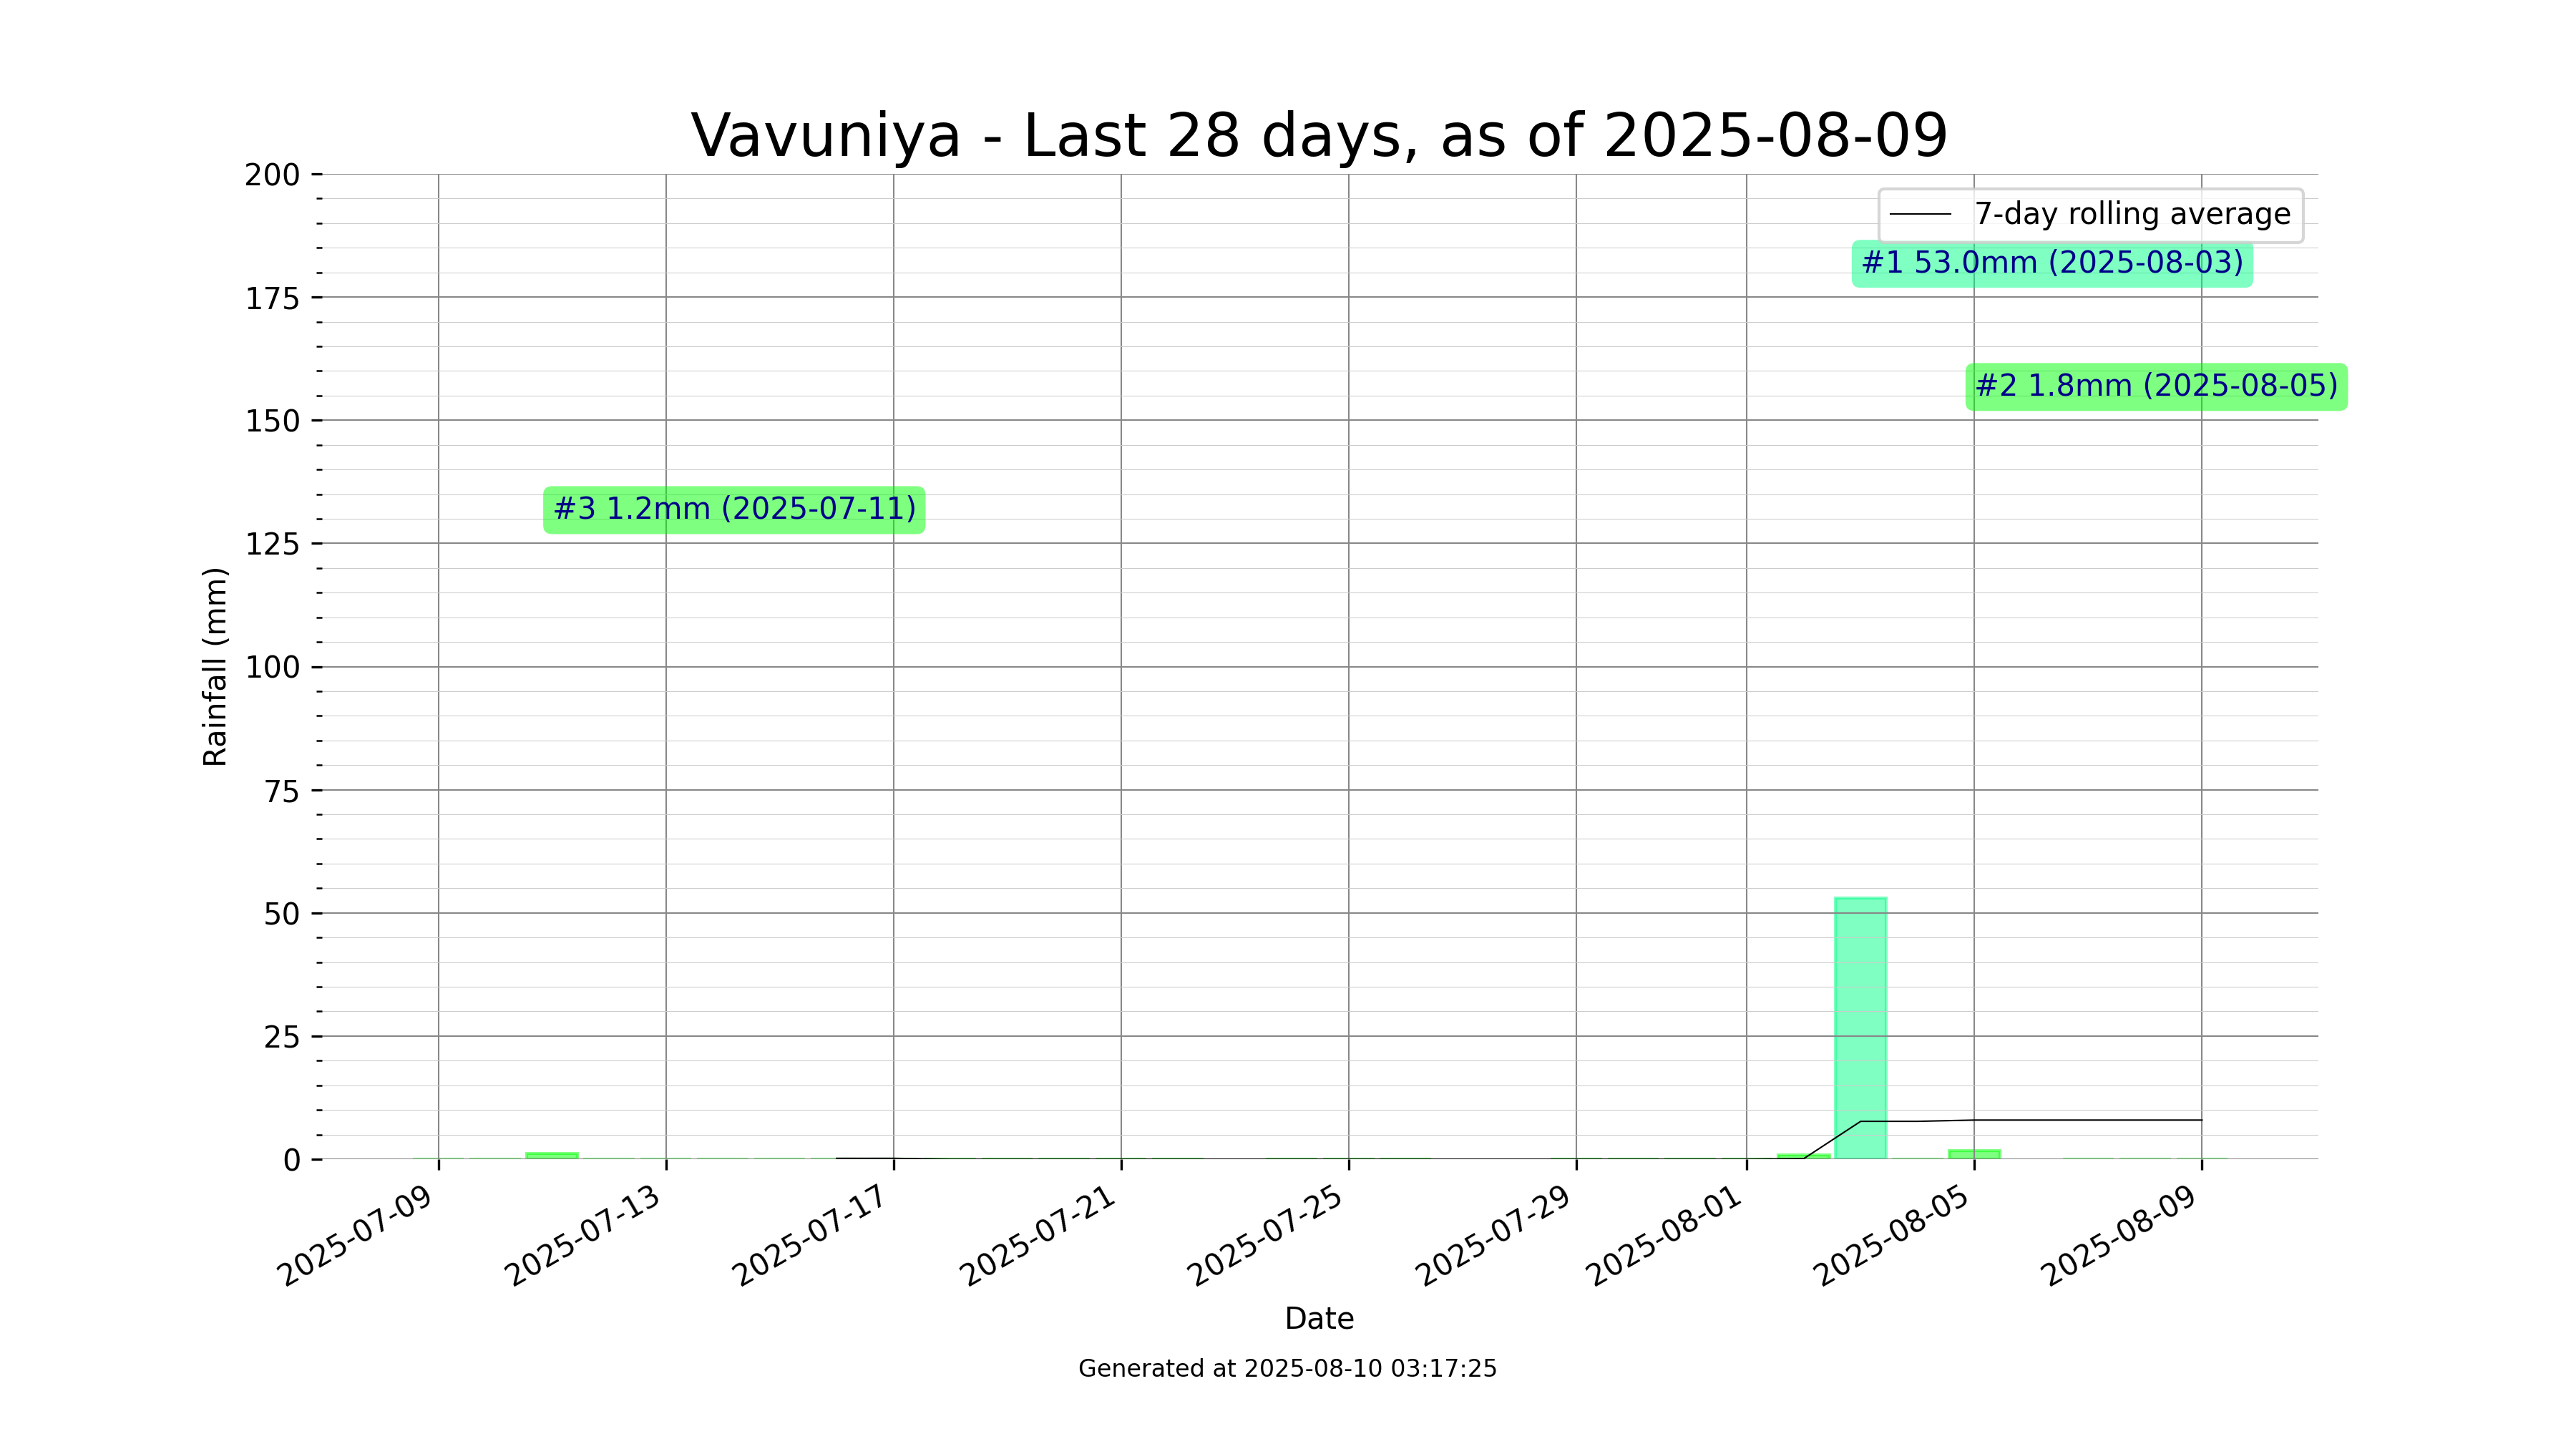 Vavuniya - Last 28 days, as of 2025-08-09
7-day rolling average
#1 53.0mm (2025-08-03)
#2 1.8mm (2025-08-05)
#3 1.2mm (2025-07-11)
Rainfall (mm)
200
175
150
125
100
75
50
25
0
2025-07-09
2025-07-13
2025-07-17
2025-07-21
2025-07-25
2025-07-29
2025-08-01
2025-08-05
2025-08-09
Date
Generated at 2025-08-10 03:17:25